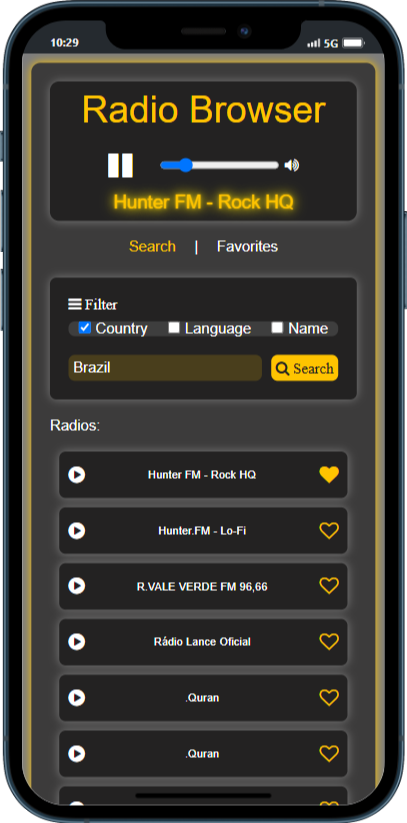 10:29
5G
Radio Browser
Hunter FM - Rock HQ
Search | Favorites
Filter
Country Language Name
Brazil Search
Radios:
Hunter FM - Rock HQ
Hunter.FM - Lo-Fi
R.VALE VERDE FM 96,66
Rádio Lance Oficial
.Quran
.Quran